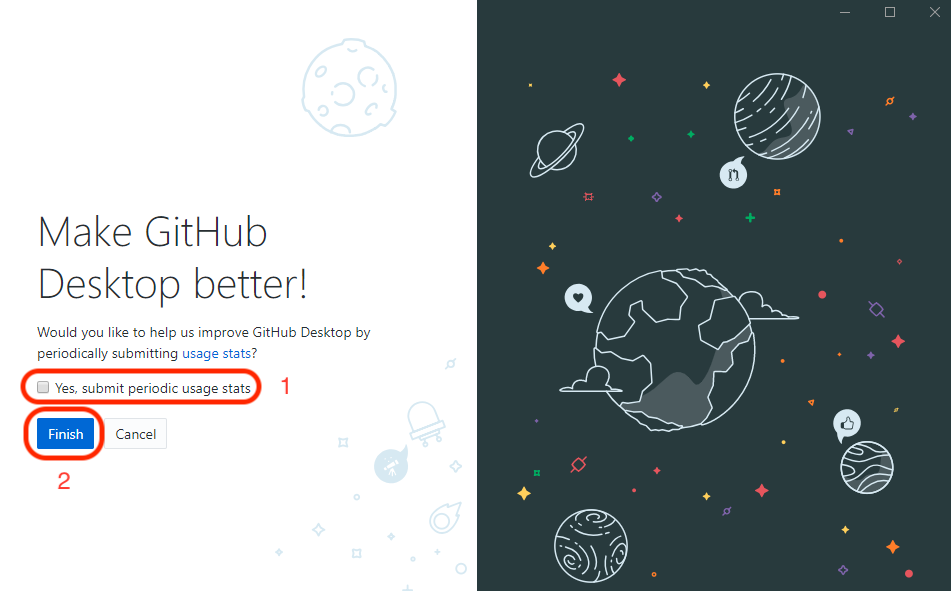 Make GitHub
Desktop better!
Would you like to help us improve GitHub Desktop by
periodically submitting usage stats?
Yes, submit periodic usage stats
1
Finish
Cancel
2